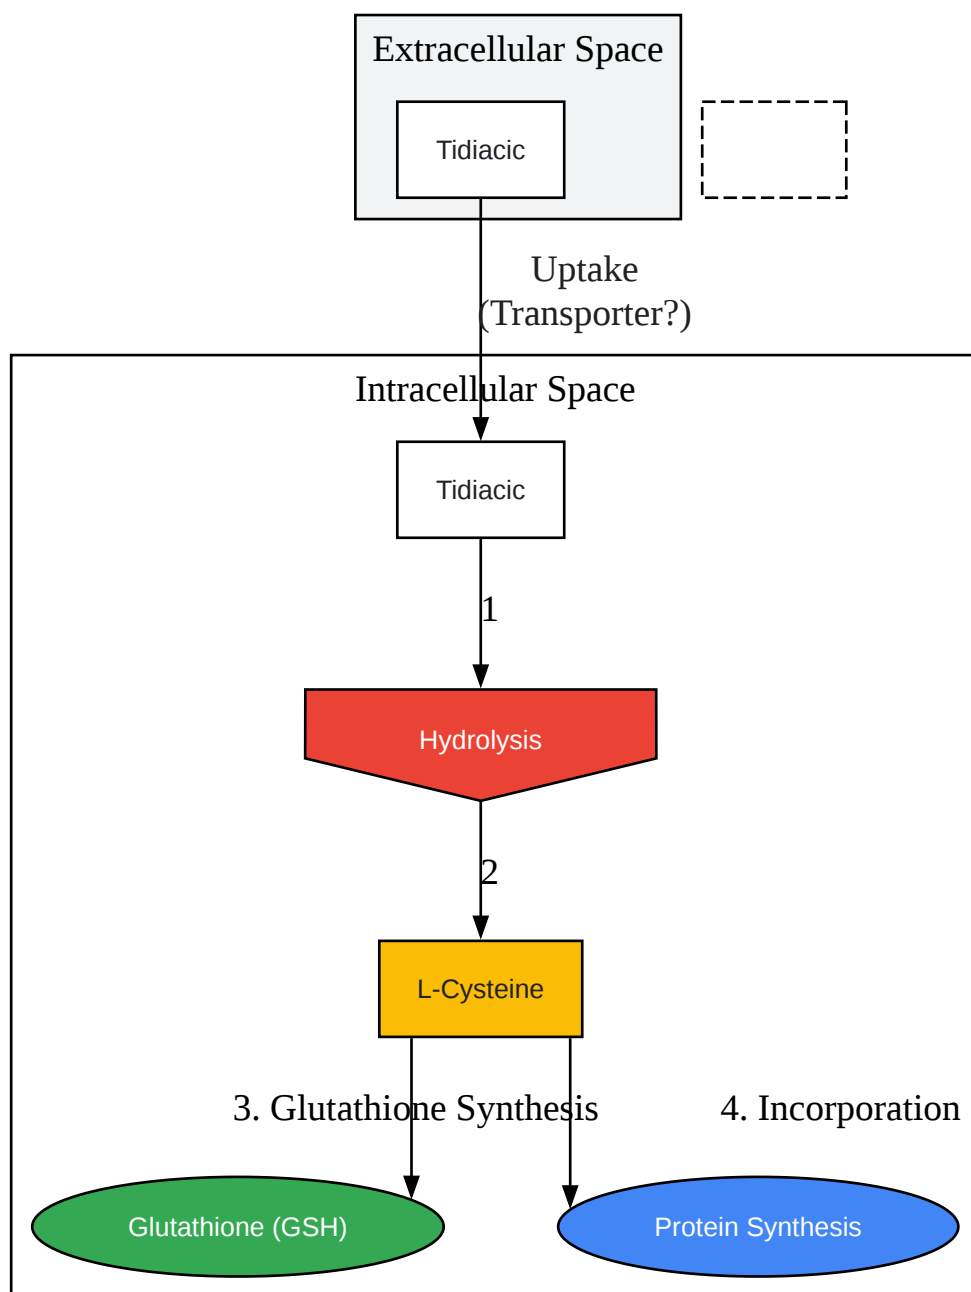 Extracellular Space
Tidiacic
Uptake
(Transporter?)
Intracellular Space
Tidiacic
1
Hydrolysis
2
L-Cysteine
3. Glutathione Synthesis
4. Incorporation
Glutathione (GSH)
Protein Synthesis